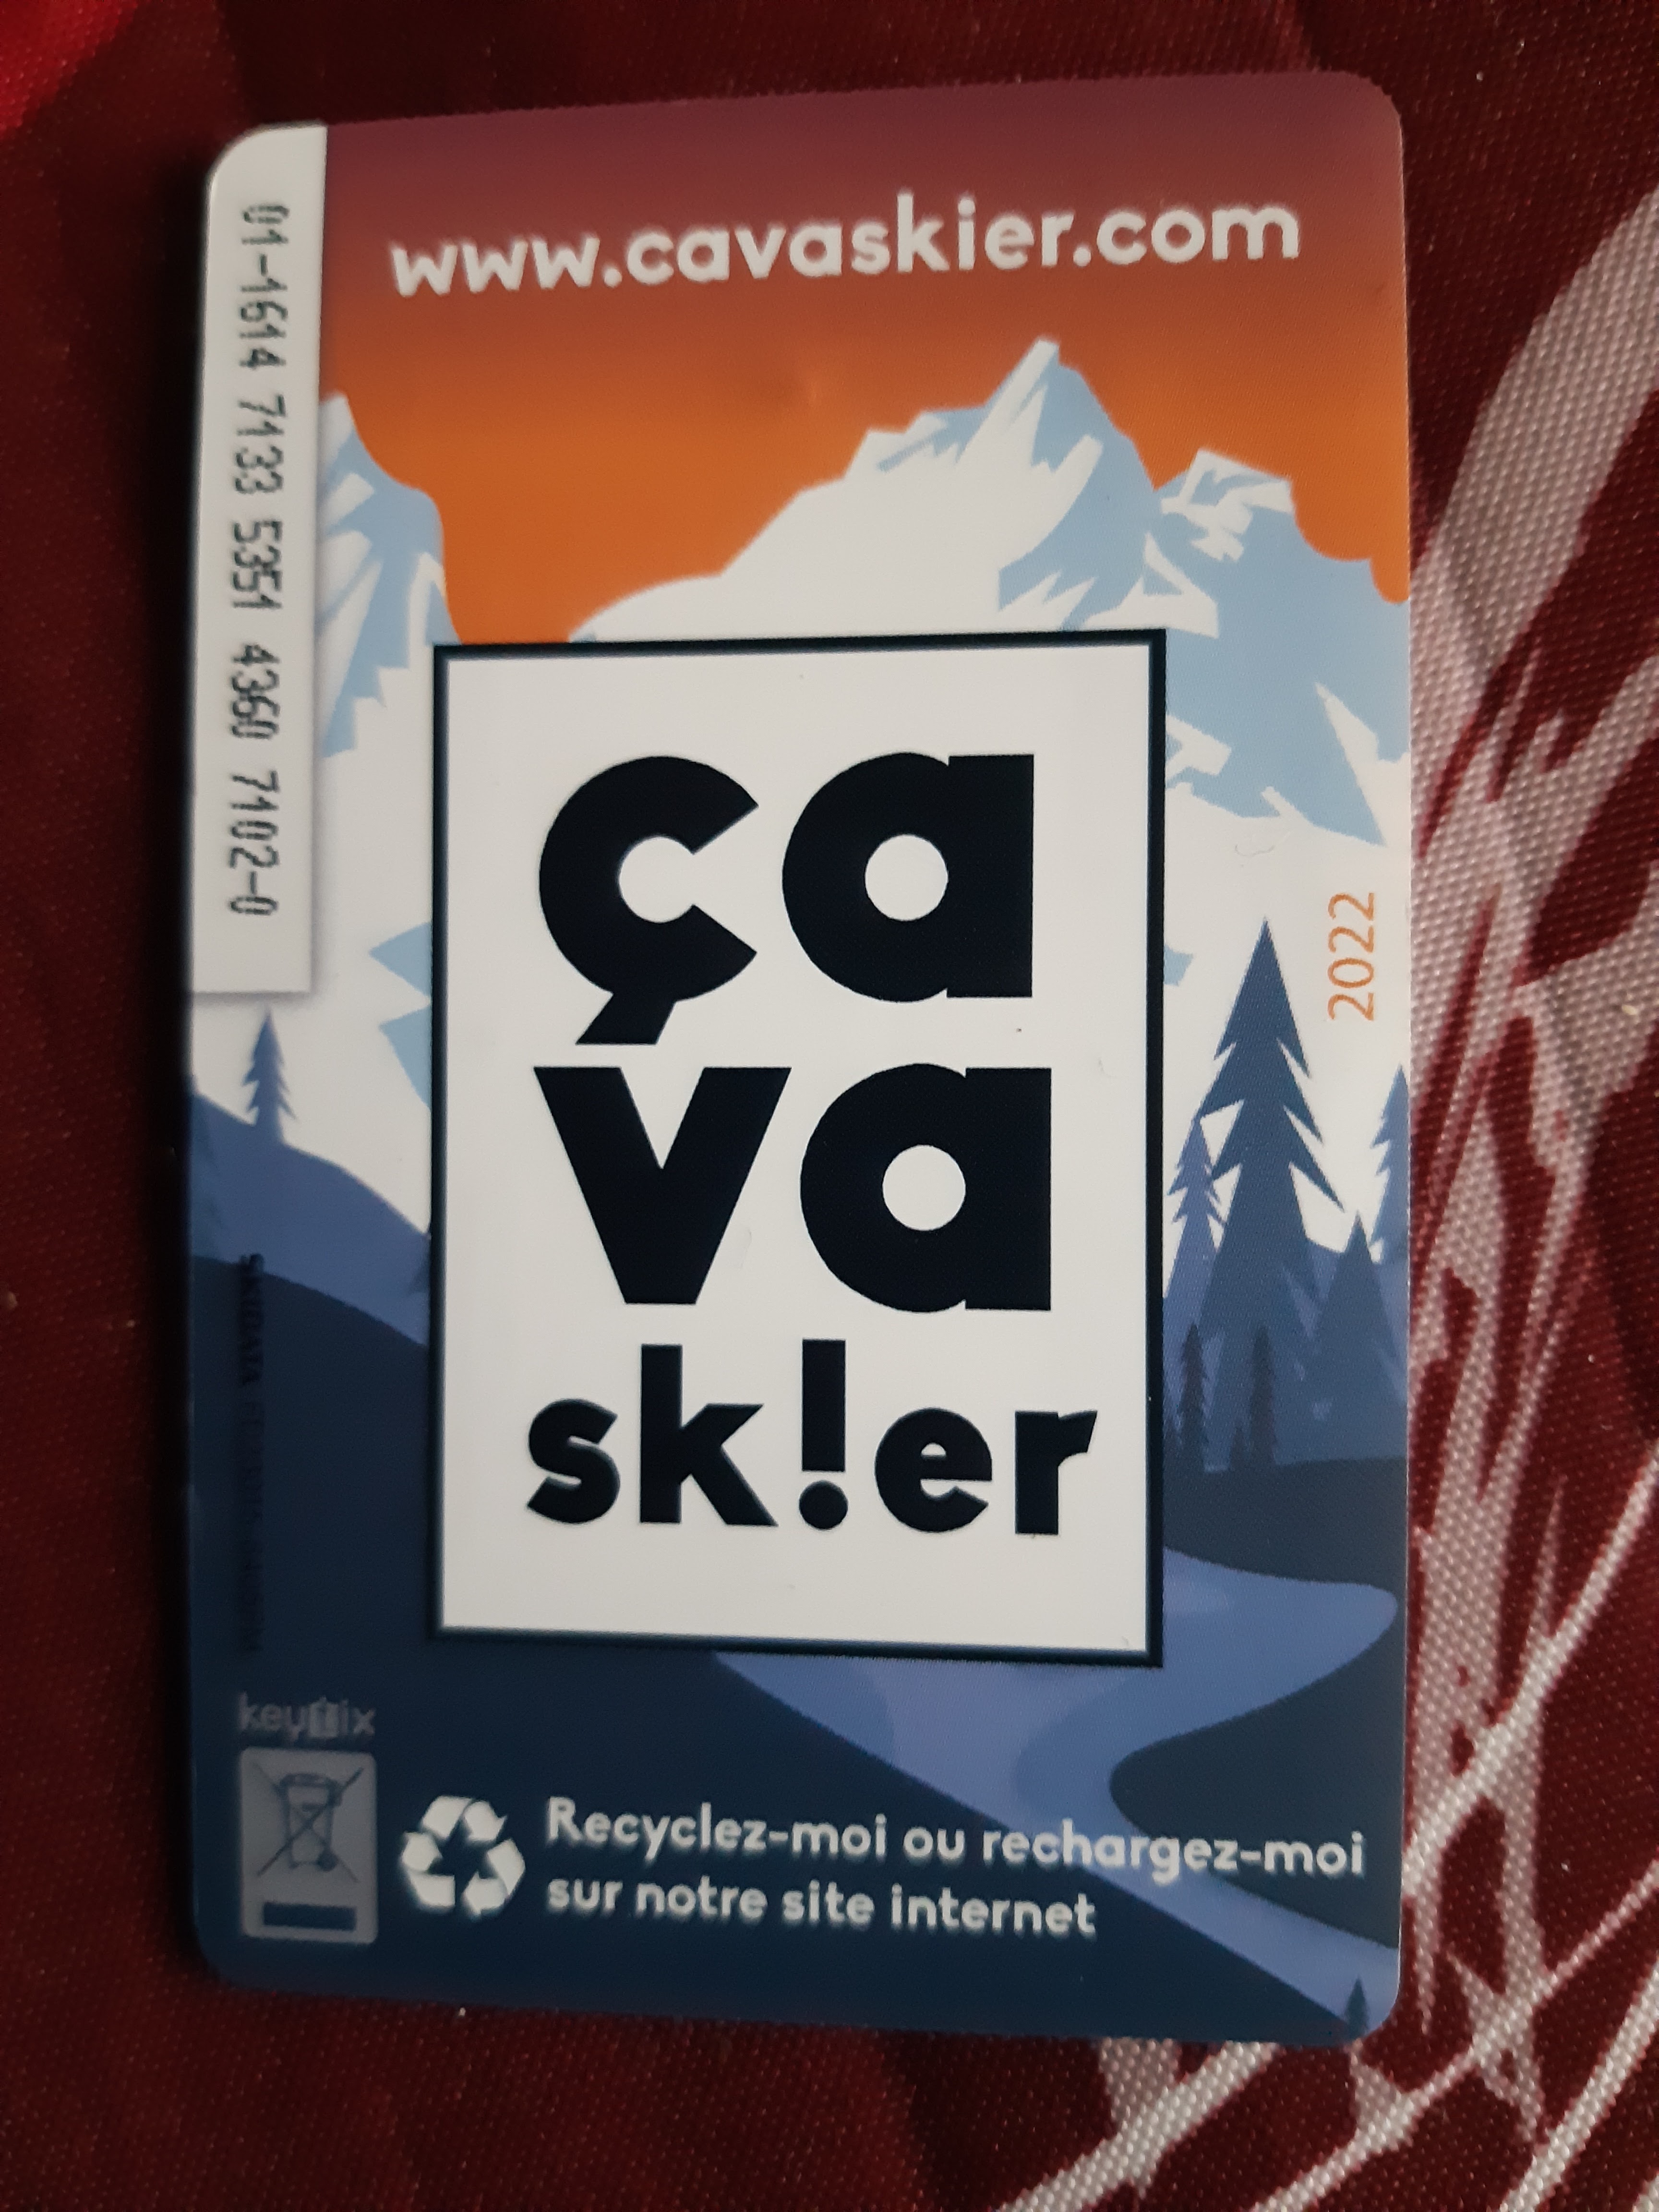 www.cavaskier.com
01-1614 7133 5351 4360 7102-0
ça
va
sk!er
2022
SKIDATA
keytix
Recyclez-moi ou rechargez-moi
sur notre site internet